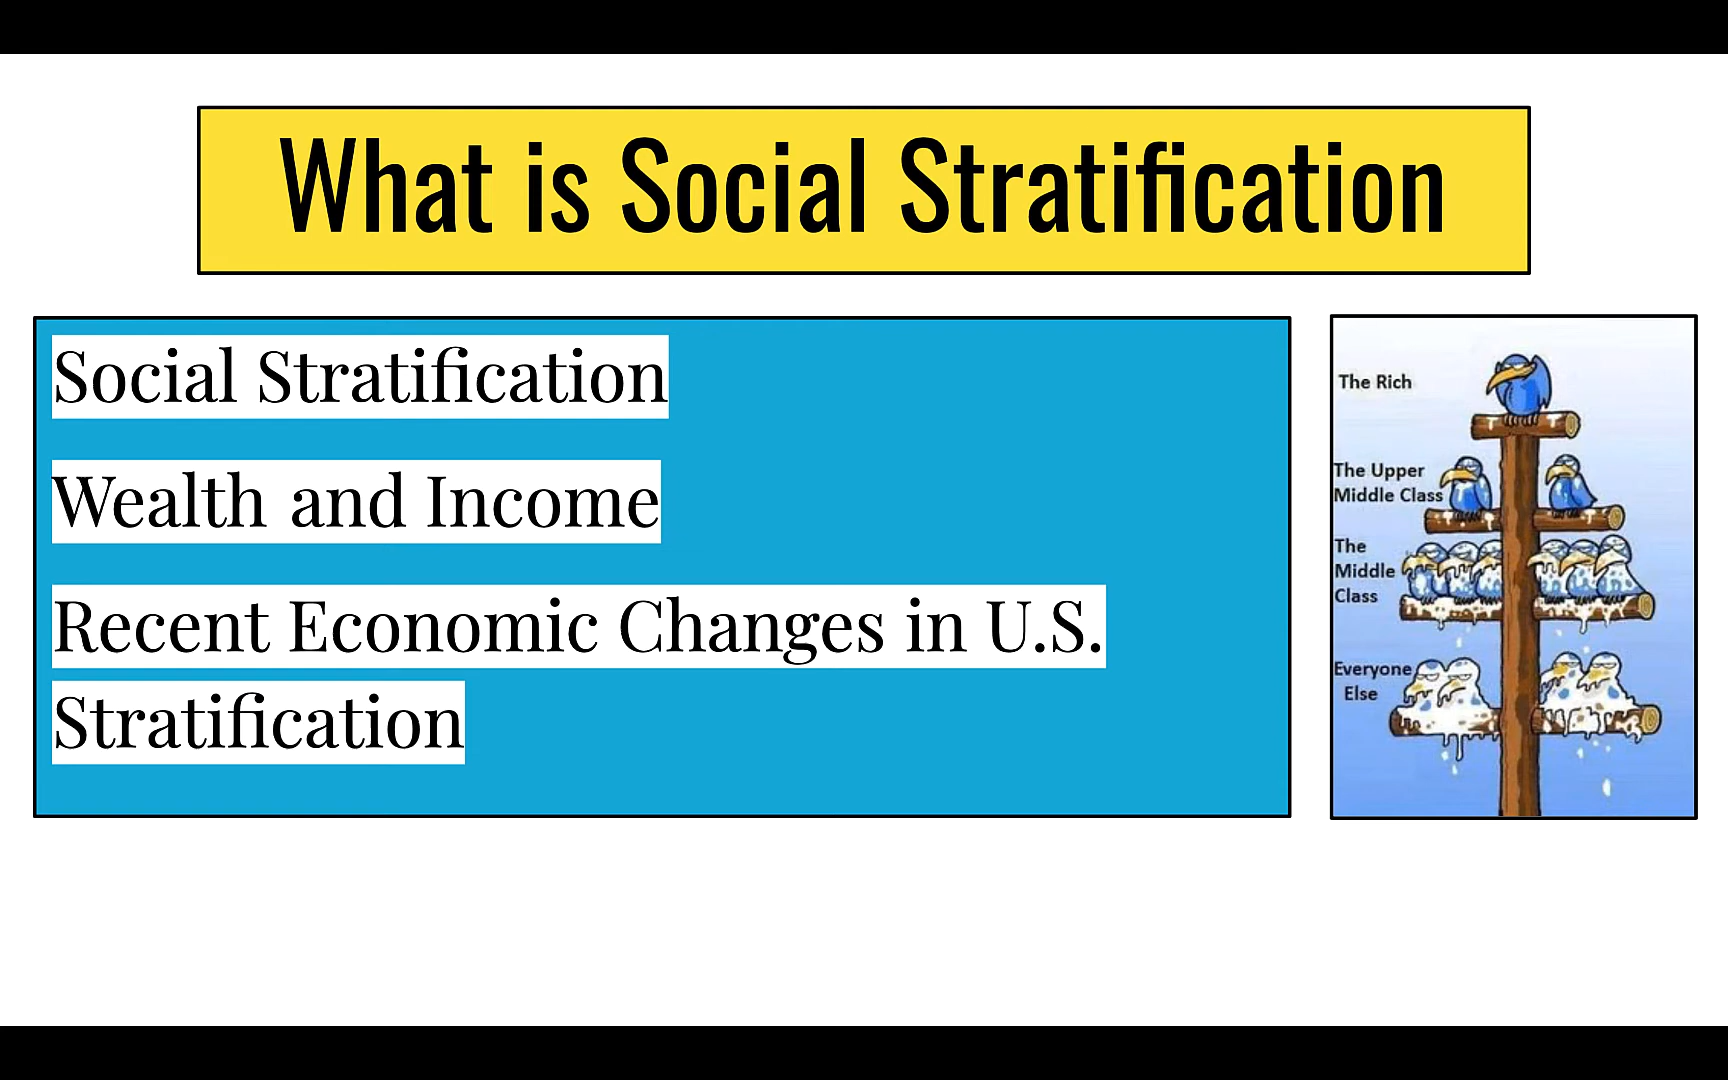 What is Social Stratification
Social Stratification
Wealth and Income
Recent Economic Changes in U.S.
Stratification
The Rich
The Upper
Middle Class
The
Middle
Class
Everyone
Else